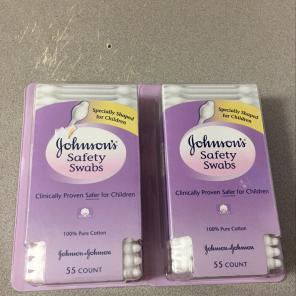 Specially Shaped
for Children
Johnson's
Safety
Swabs
Clinically Proven Safer for Children
100% Pure Cotton
Johnson & Johnson
55 COUNT
Specially Shaped
for Children
Johnson's
Safety
Swabs
Clinically Proven Safer for Children
100% Pure Cotton
Johnson & Johnson
55 COUNT